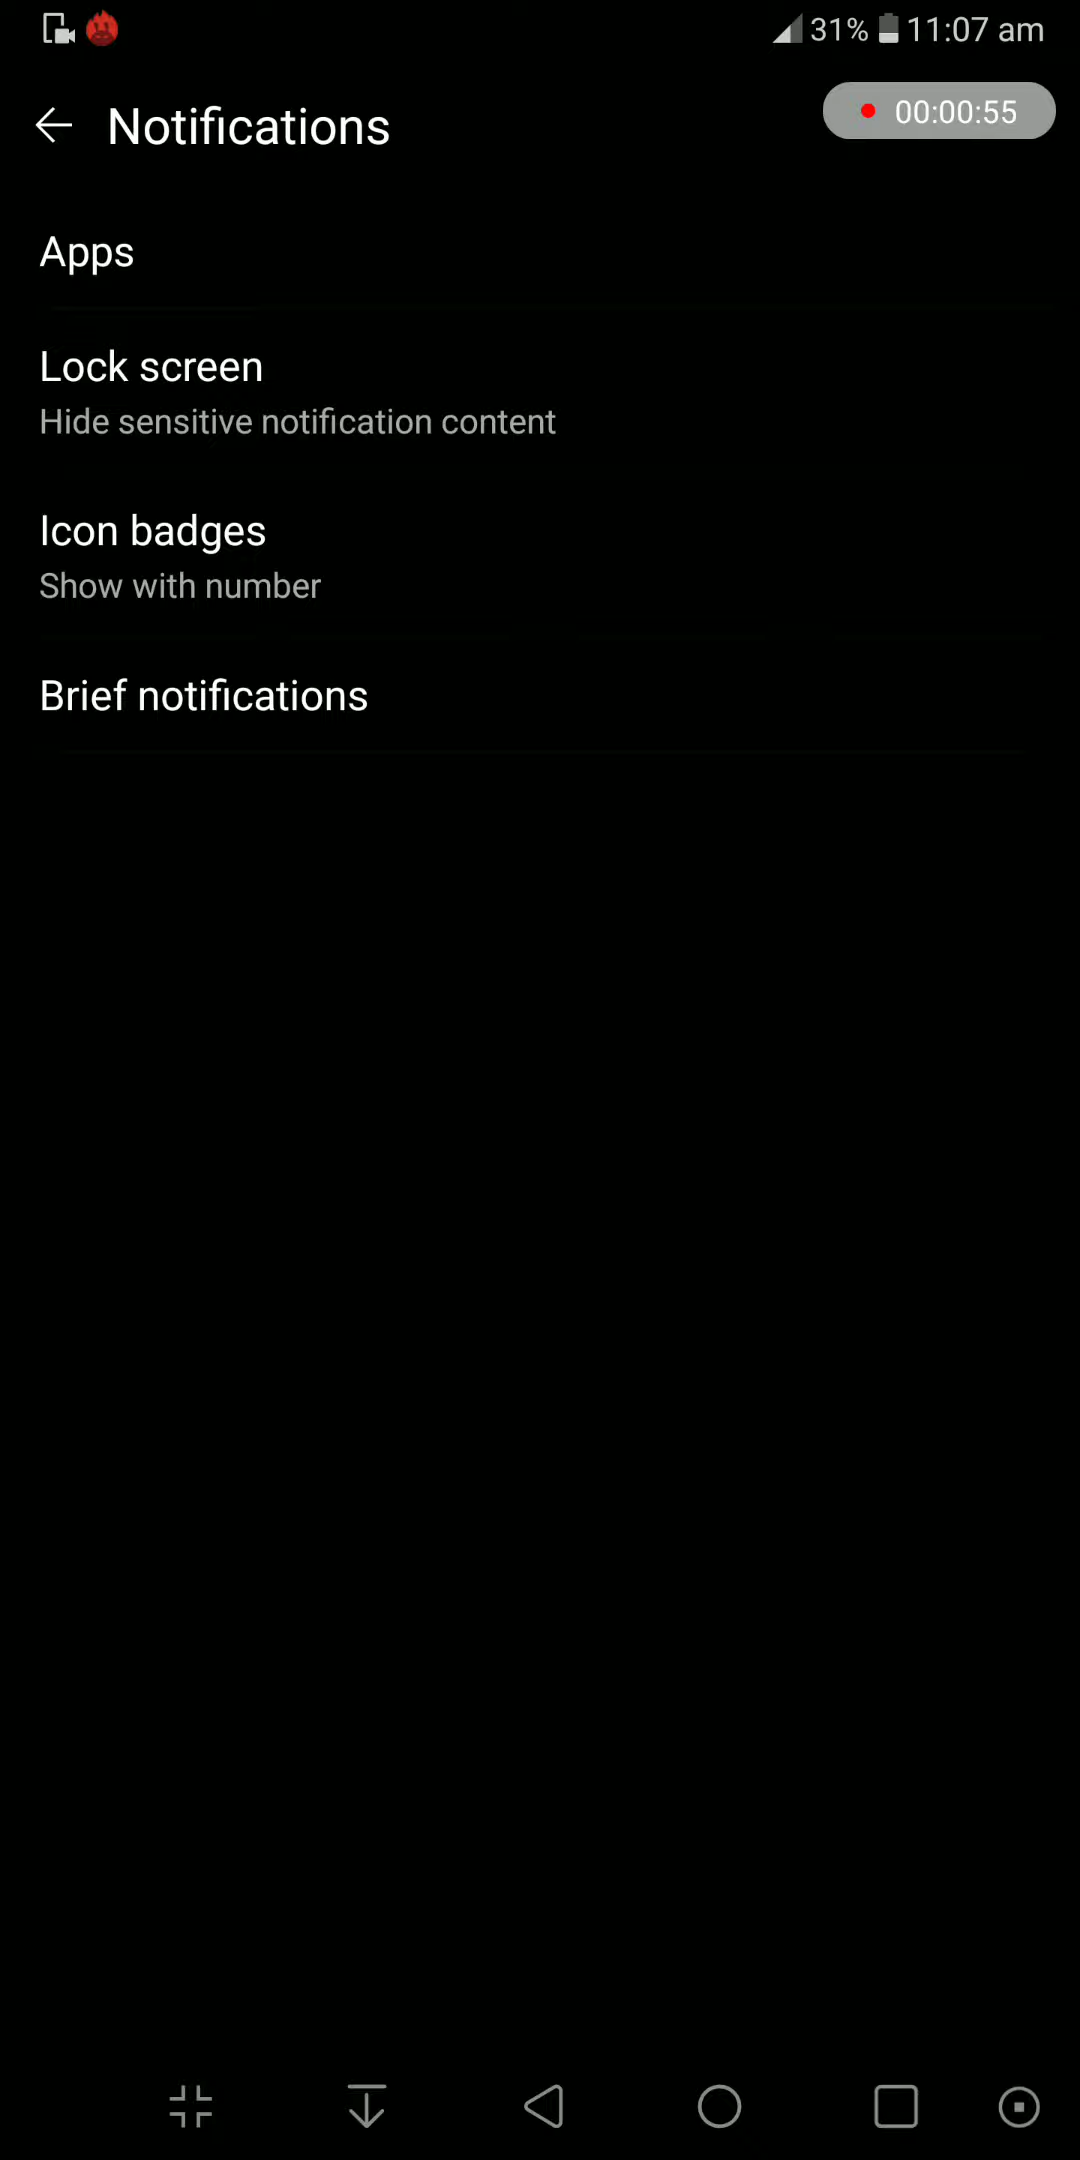 31% 11:07 am
Notifications
00:00:55
Apps
Lock screen
Hide sensitive notification content
Icon badges
Show with number
Brief notifications